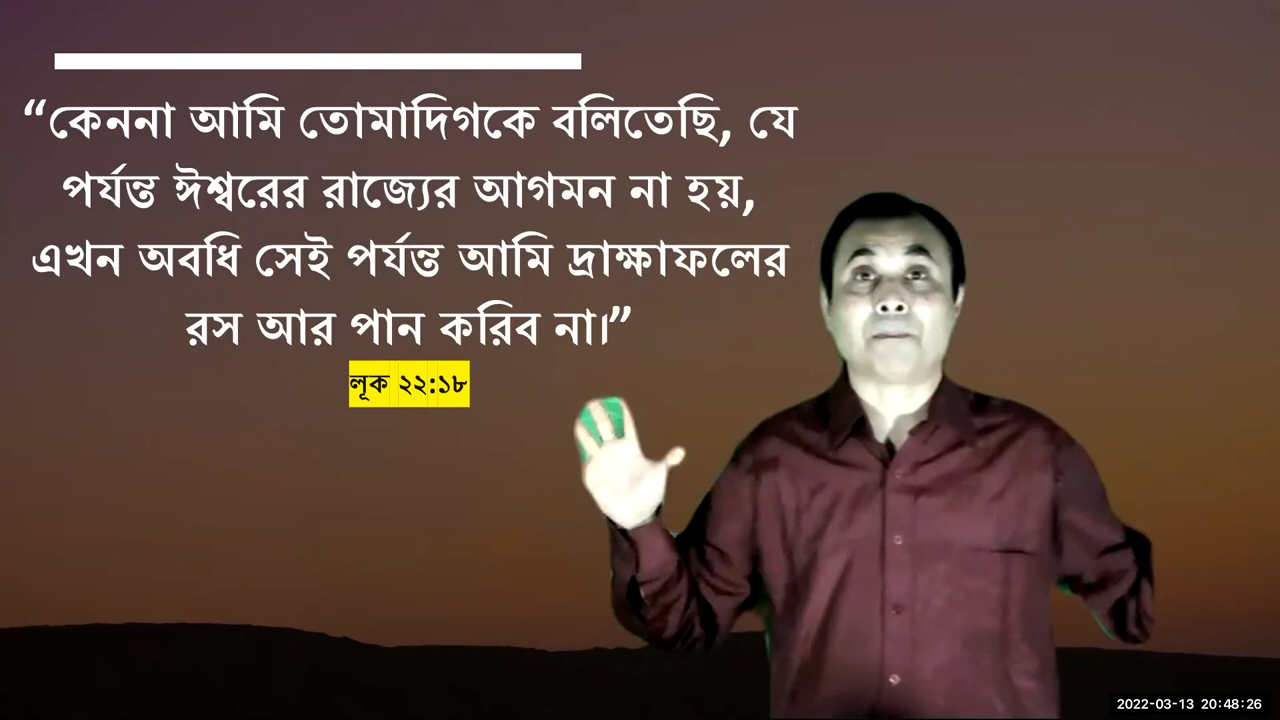 “কেননা আমি তোমাদিগকে বলিতেছি, যে
পর্যন্ত ঈশ্বরের রাজ্যের আগমন না হয়,
এখন অবধি সেই পর্যন্ত আমি দ্রাক্ষাফলের
রস আর পান করিব না।”
লূক ২২:১৮
2022-03-13 20:48:26